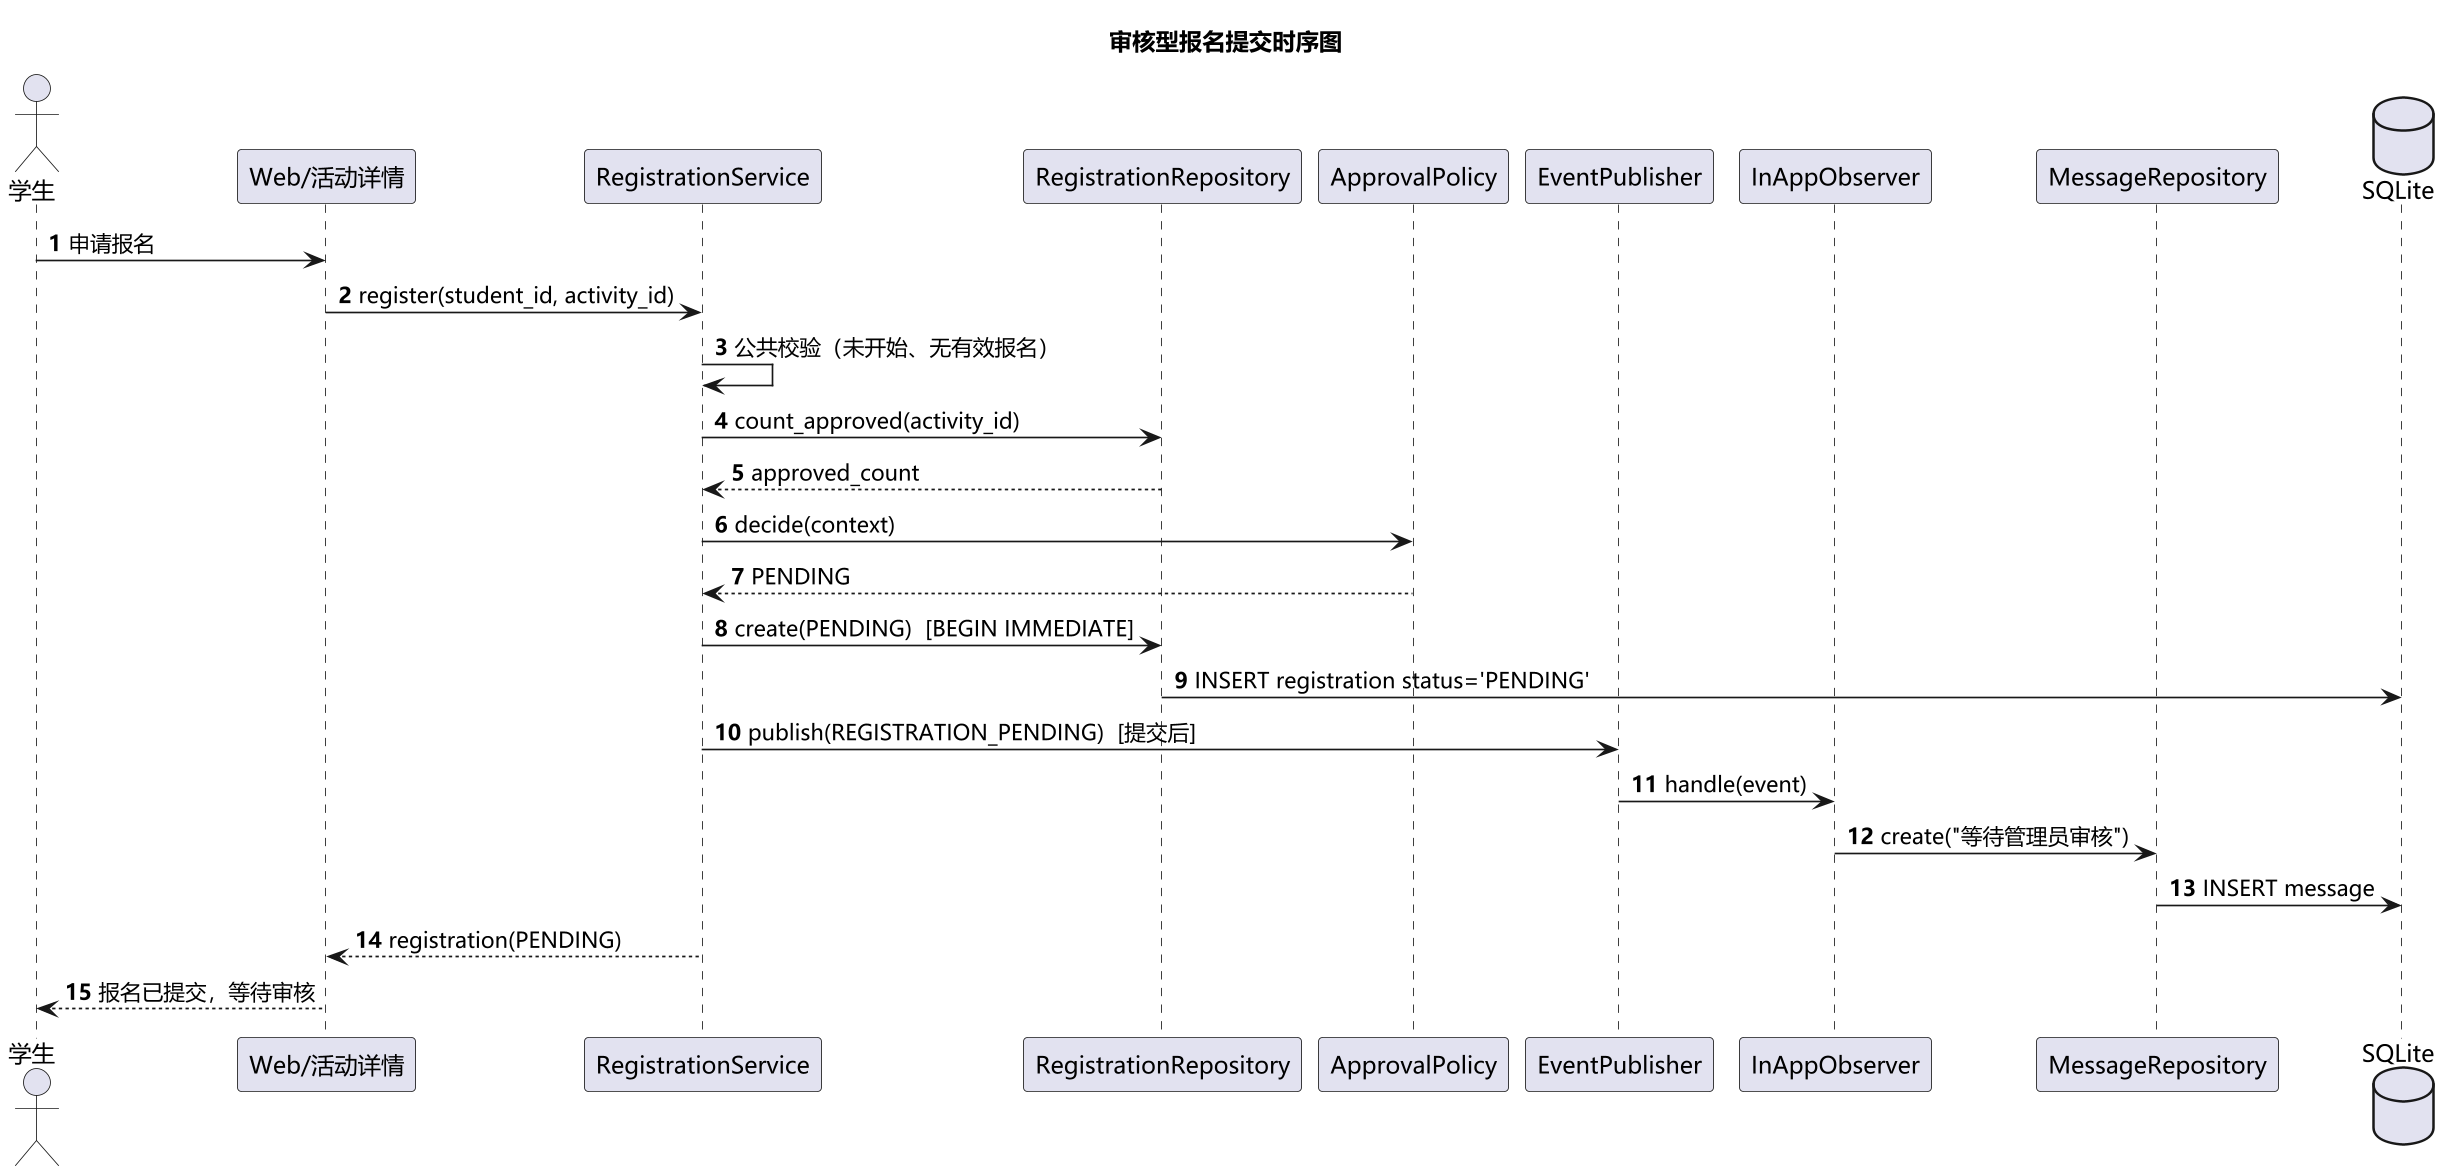 审核型报名提交时序图
学生
Web/活动详情
RegistrationService
RegistrationRepository
ApprovalPolicy
EventPublisher
InAppObserver
MessageRepository
SQLite
1 申请报名
2 register(student_id, activity_id)
3 公共校验（未开始、无有效报名）
4 count_approved(activity_id)
5 approved_count
6 decide(context)
7 PENDING
8 create(PENDING)  [BEGIN IMMEDIATE]
9 INSERT registration status='PENDING'
10 publish(REGISTRATION_PENDING)  [提交后]
11 handle(event)
12 create("等待管理员审核")
13 INSERT message
14 registration(PENDING)
15 报名已提交，等待审核
学生
Web/活动详情
RegistrationService
RegistrationRepository
ApprovalPolicy
EventPublisher
InAppObserver
MessageRepository
SQLite